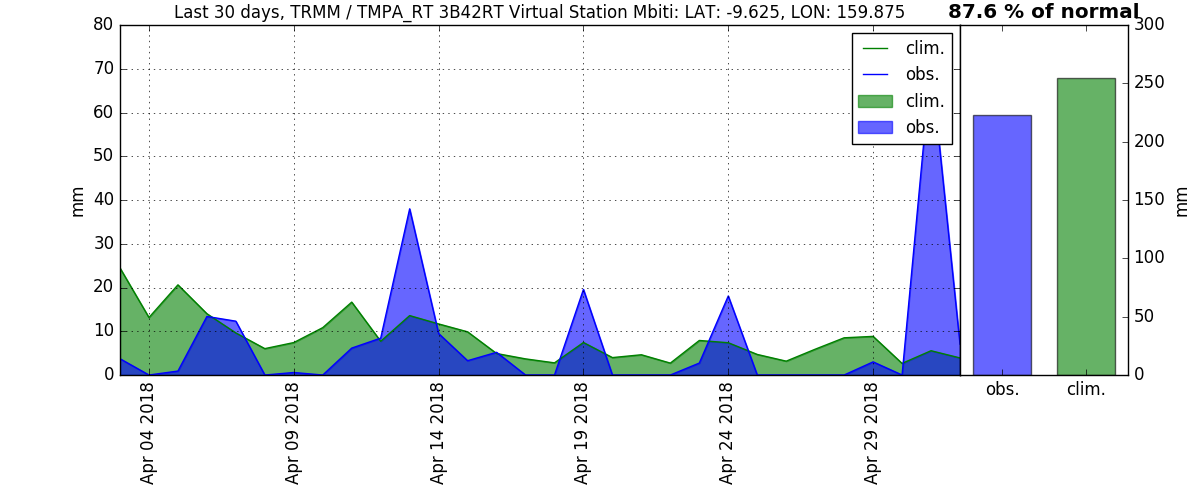 Last 30 days, TRMM / TMPA_RT 3B42RT Virtual Station Mbiti: LAT: -9.625, LON: 159.875
87.6 % of normal
80
70
60
50
40
30
20
10
0
mm
clim.
obs.
clim.
obs.
300
250
200
150
100
50
0
mm
Apr 04 2018
Apr 09 2018
Apr 14 2018
Apr 19 2018
Apr 24 2018
Apr 29 2018
obs.
clim.